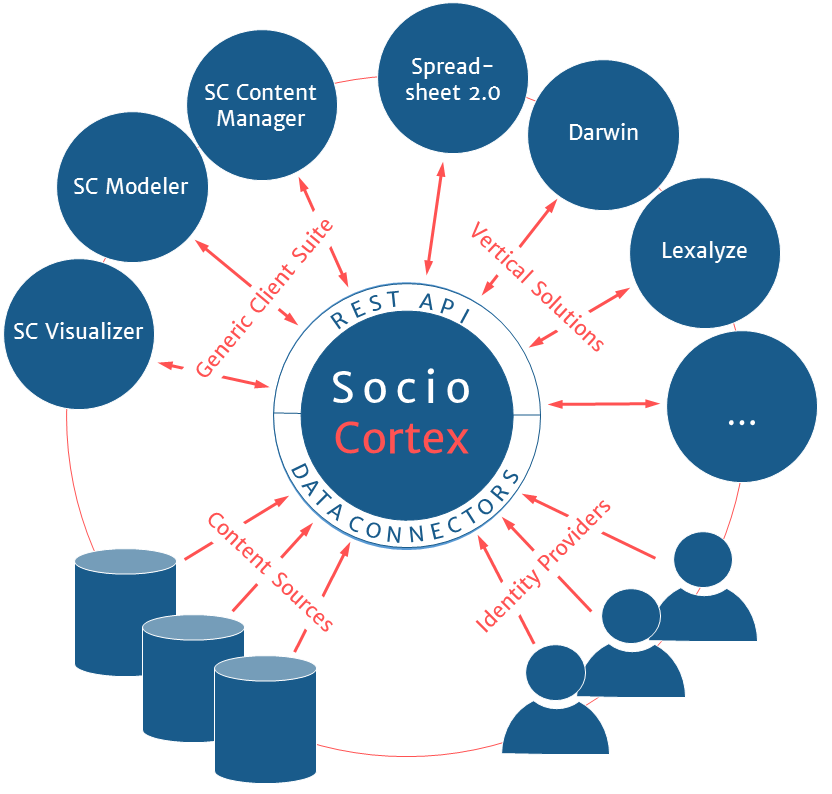 Spread-
sheet 2.0
SC Content
Manager
Darwin
SC Modeler
Lexalyze
SC Visualizer
...
Generic Client Suite
Vertical Solutions
REST API
Socio
Cortex
DATA CONNECTORS
Content Sources
Identity Providers